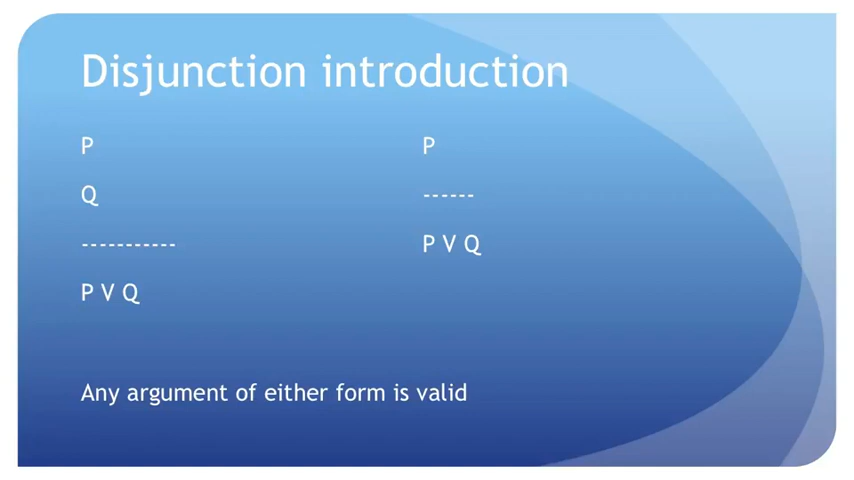 Disjunction introduction
P
Q
-----------
P V Q
P
------
P V Q
Any argument of either form is valid